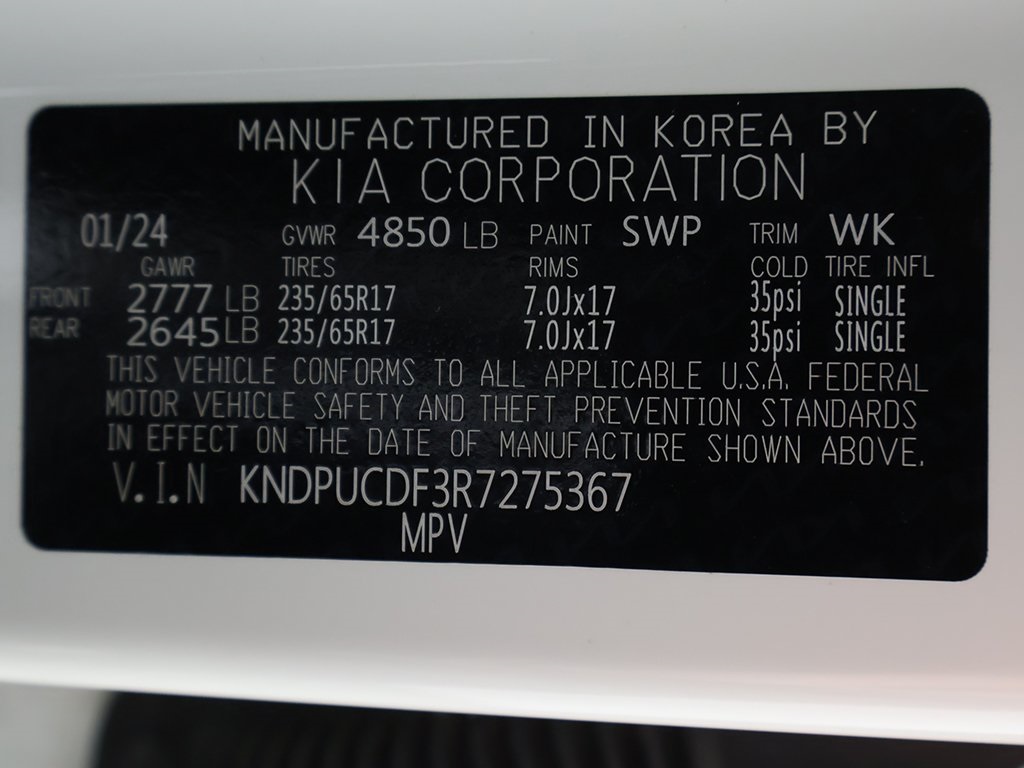 MANUFACTURED IN KOREA BY
KIA CORPORATION
01/24 GVWR 4850 LB PAINT SWP TRIM WK
GAWR TIRES RIMS COLD TIRE INFL
FRONT 2777 LB 235/65R17 7.0Jx17 35psi SINGLE
REAR 2645 LB 235/65R17 7.0Jx17 35psi SINGLE
THIS VEHICLE CONFORMS TO ALL APPLICABLE U.S.A. FEDERAL
MOTOR VEHICLE SAFETY AND THEFT PREVENTION STANDARDS
IN EFFECT ON THE DATE OF MANUFACTURE SHOWN ABOVE.
V.I.N KNDPUCDF3R7275367
MPV